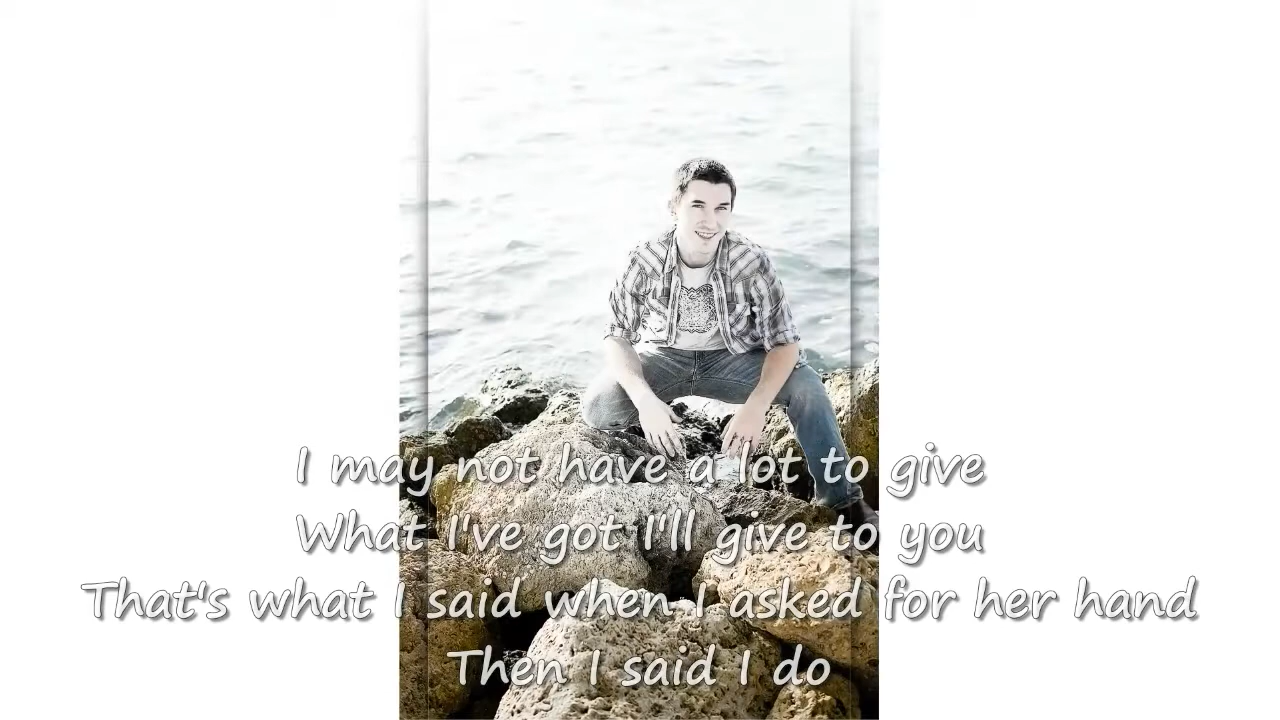 I may not have a lot to give
What I've got I'll give to you
That's what I said when I asked for her hand
Then I said I do